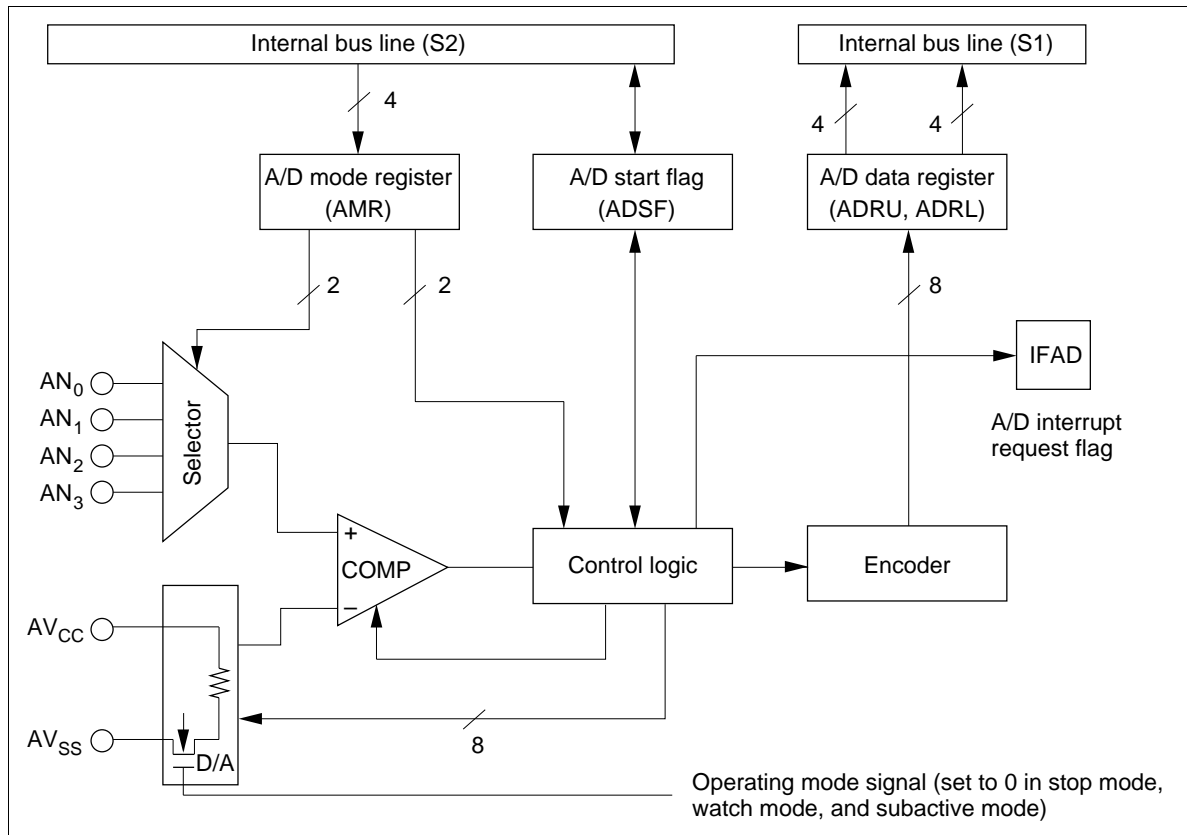 Internal bus line (S2)
Internal bus line (S1)
4
4
4
A/D mode register
(AMR)
A/D start flag
(ADSF)
A/D data register
(ADRU, ADRL)
2
2
8
IFAD
A/D interrupt
request flag
AN0
AN1
AN2
AN3
Selector
+
COMP
−
Control logic
Encoder
AVCC
AVSS
D/A
8
Operating mode signal (set to 0 in stop mode,
watch mode, and subactive mode)